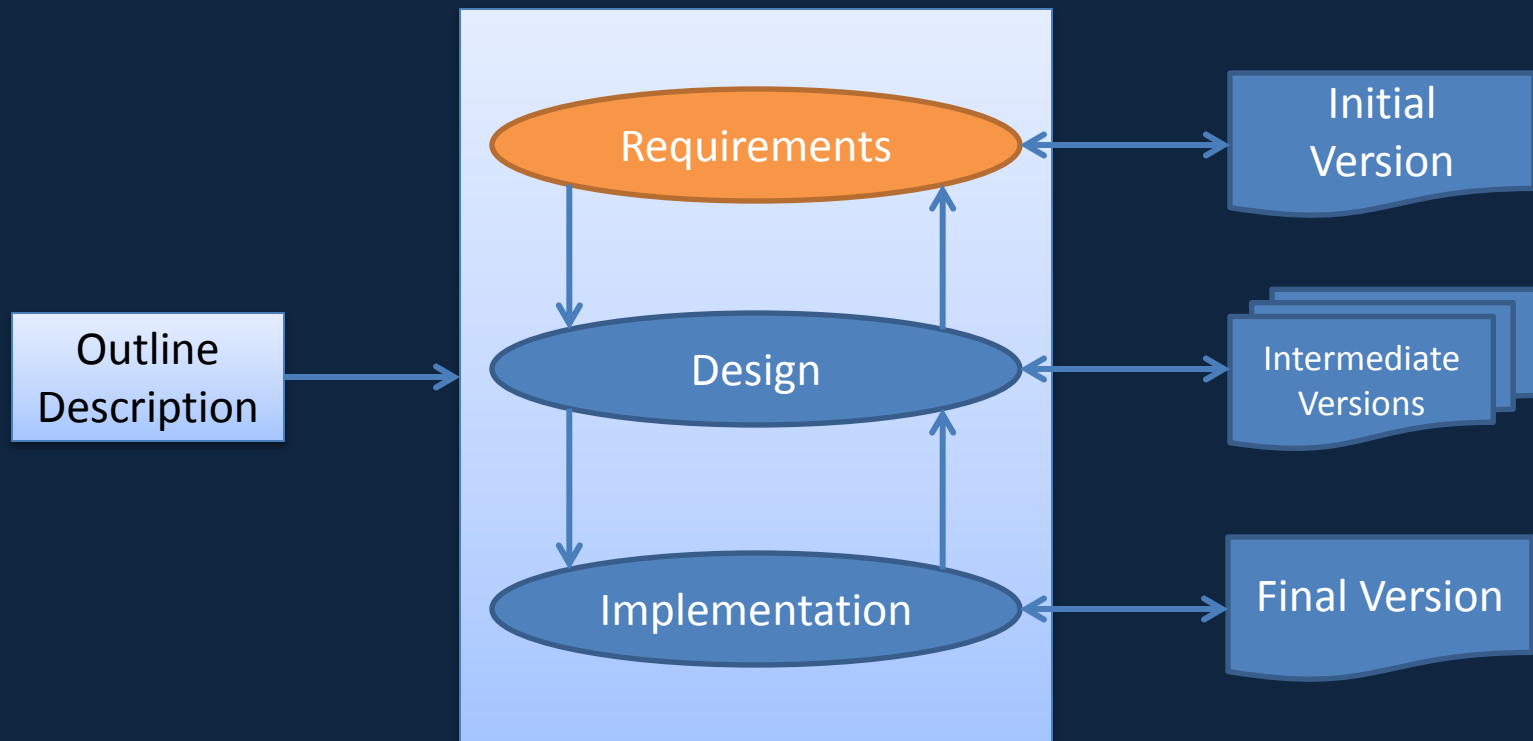 Outline
Description
Requirements
Design
Implementation
Initial
Version
Intermediate
Versions
Final Version